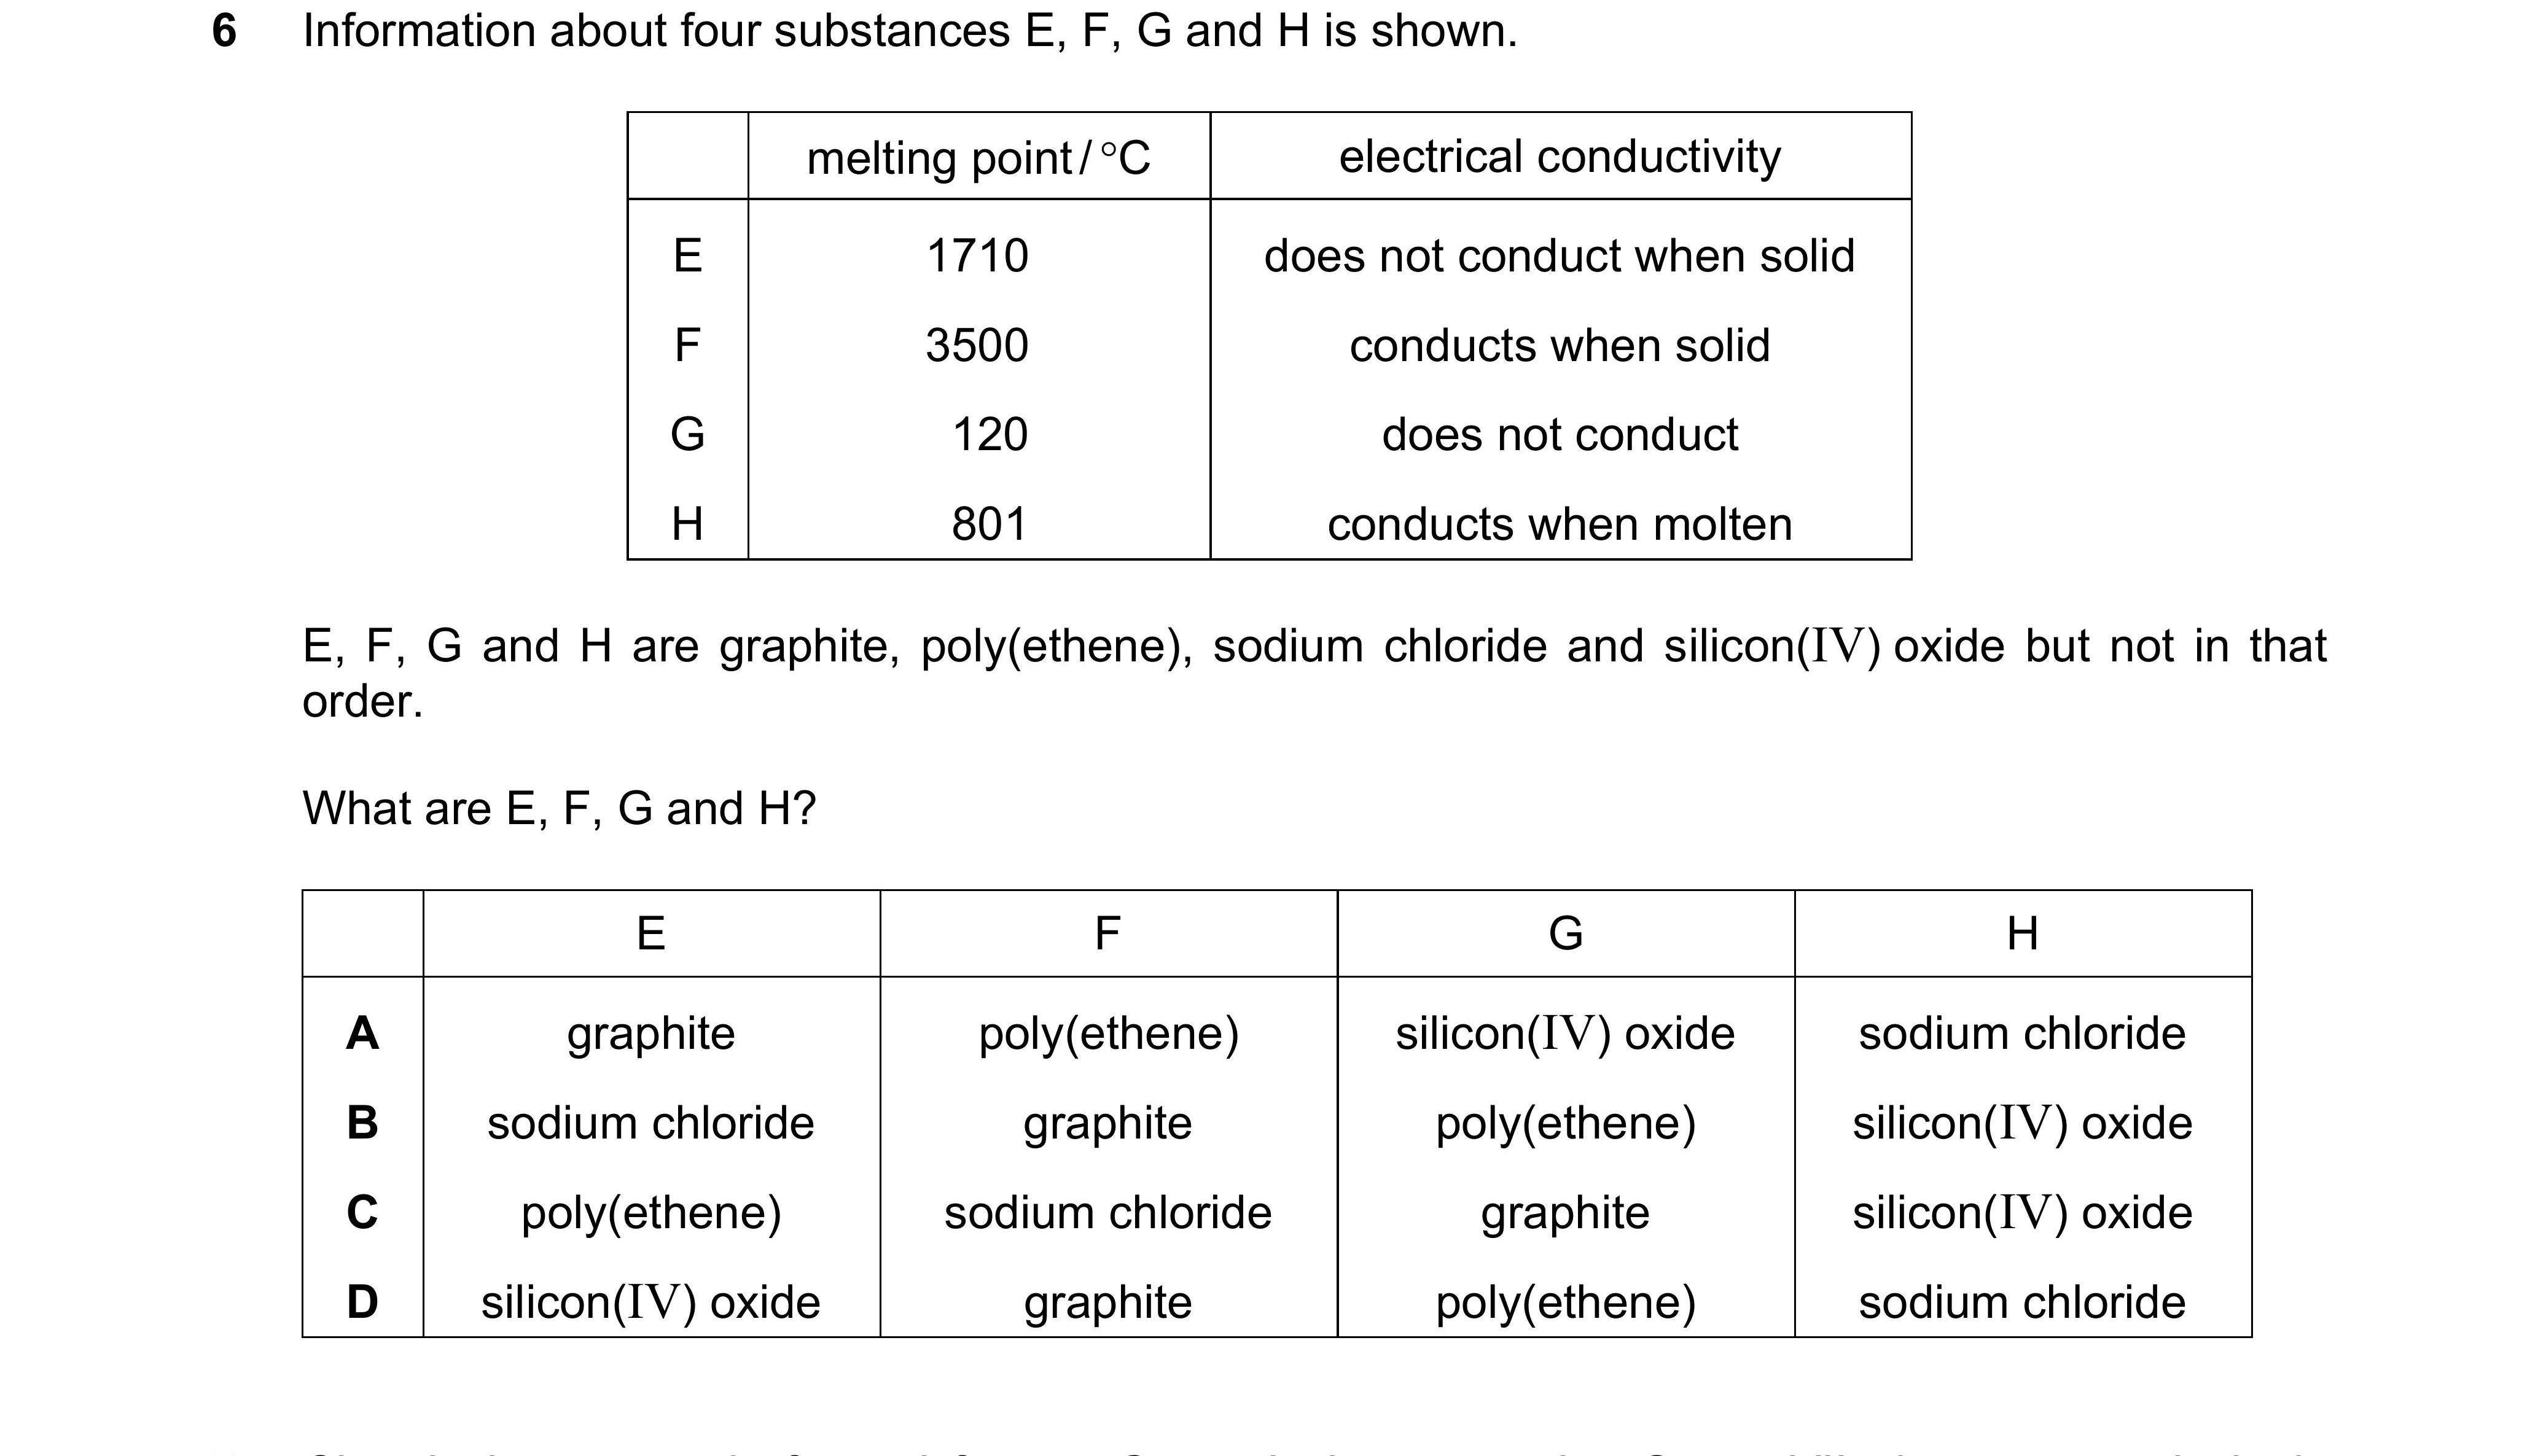 6 Information about four substances E, F, G and H is shown.
melting point / °C electrical conductivity
E 1710 does not conduct when solid
F 3500 conducts when solid
G 120 does not conduct
H 801 conducts when molten
E, F, G and H are graphite, poly(ethene), sodium chloride and silicon(IV) oxide but not in that
order.
What are E, F, G and H?
E F G H
A graphite poly(ethene) silicon(IV) oxide sodium chloride
B sodium chloride graphite poly(ethene) silicon(IV) oxide
C poly(ethene) sodium chloride graphite silicon(IV) oxide
D silicon(IV) oxide graphite poly(ethene) sodium chloride